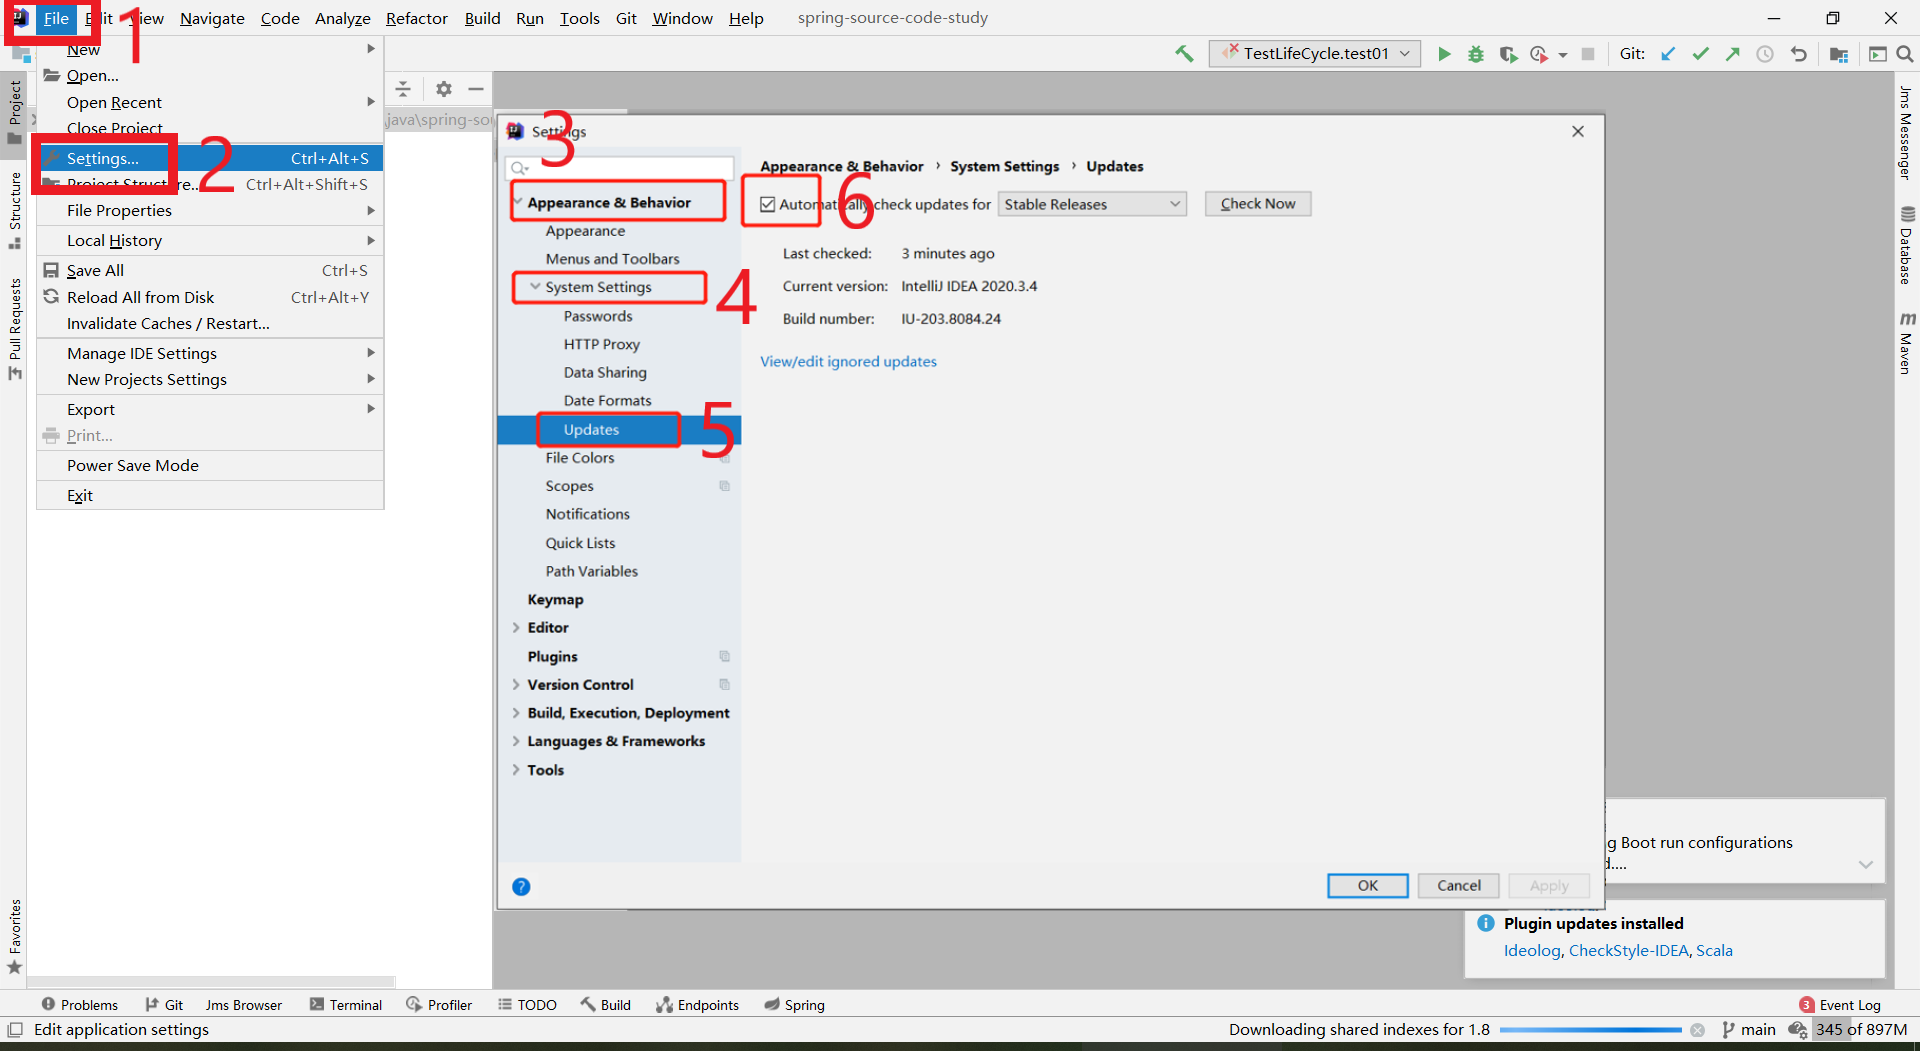 File Edit View Navigate Code Analyze Refactor Build Run Tools Git Window Help spring-source-code-study
1
TestLifeCycle.test01 Git:
New
Open...
Open Recent
Close Project
Settings... Ctrl+Alt+S
2
Project Structure... Ctrl+Alt+Shift+S
File Properties
Local History
Save All Ctrl+S
Reload All from Disk Ctrl+Alt+Y
Invalidate Caches / Restart...
Manage IDE Settings
New Projects Settings
Export
Print...
Power Save Mode
Exit
Project
Structure
Pull Requests
Favorites
\java\spring-so
Settings
3
Appearance & Behavior
Appearance
Menus and Toolbars
System Settings
4
Passwords
HTTP Proxy
Data Sharing
Date Formats
Updates
5
File Colors
Scopes
Notifications
Quick Lists
Path Variables
Keymap
Editor
Plugins
Version Control
Build, Execution, Deployment
Languages & Frameworks
Tools
Appearance & Behavior › System Settings › Updates
6
Automatically check updates for Stable Releases Check Now
Last checked: 3 minutes ago
Current version: IntelliJ IDEA 2020.3.4
Build number: IU-203.8084.24
View/edit ignored updates
? OK Cancel Apply
Jms Messenger
Database
m Maven
g Boot run configurations
d....
Plugin updates installed
Ideolog, CheckStyle-IDEA, Scala
Problems Git Jms Browser Terminal Profiler TODO Build Endpoints Spring 3 Event Log
Edit application settings Downloading shared indexes for 1.8 main 345 of 897M